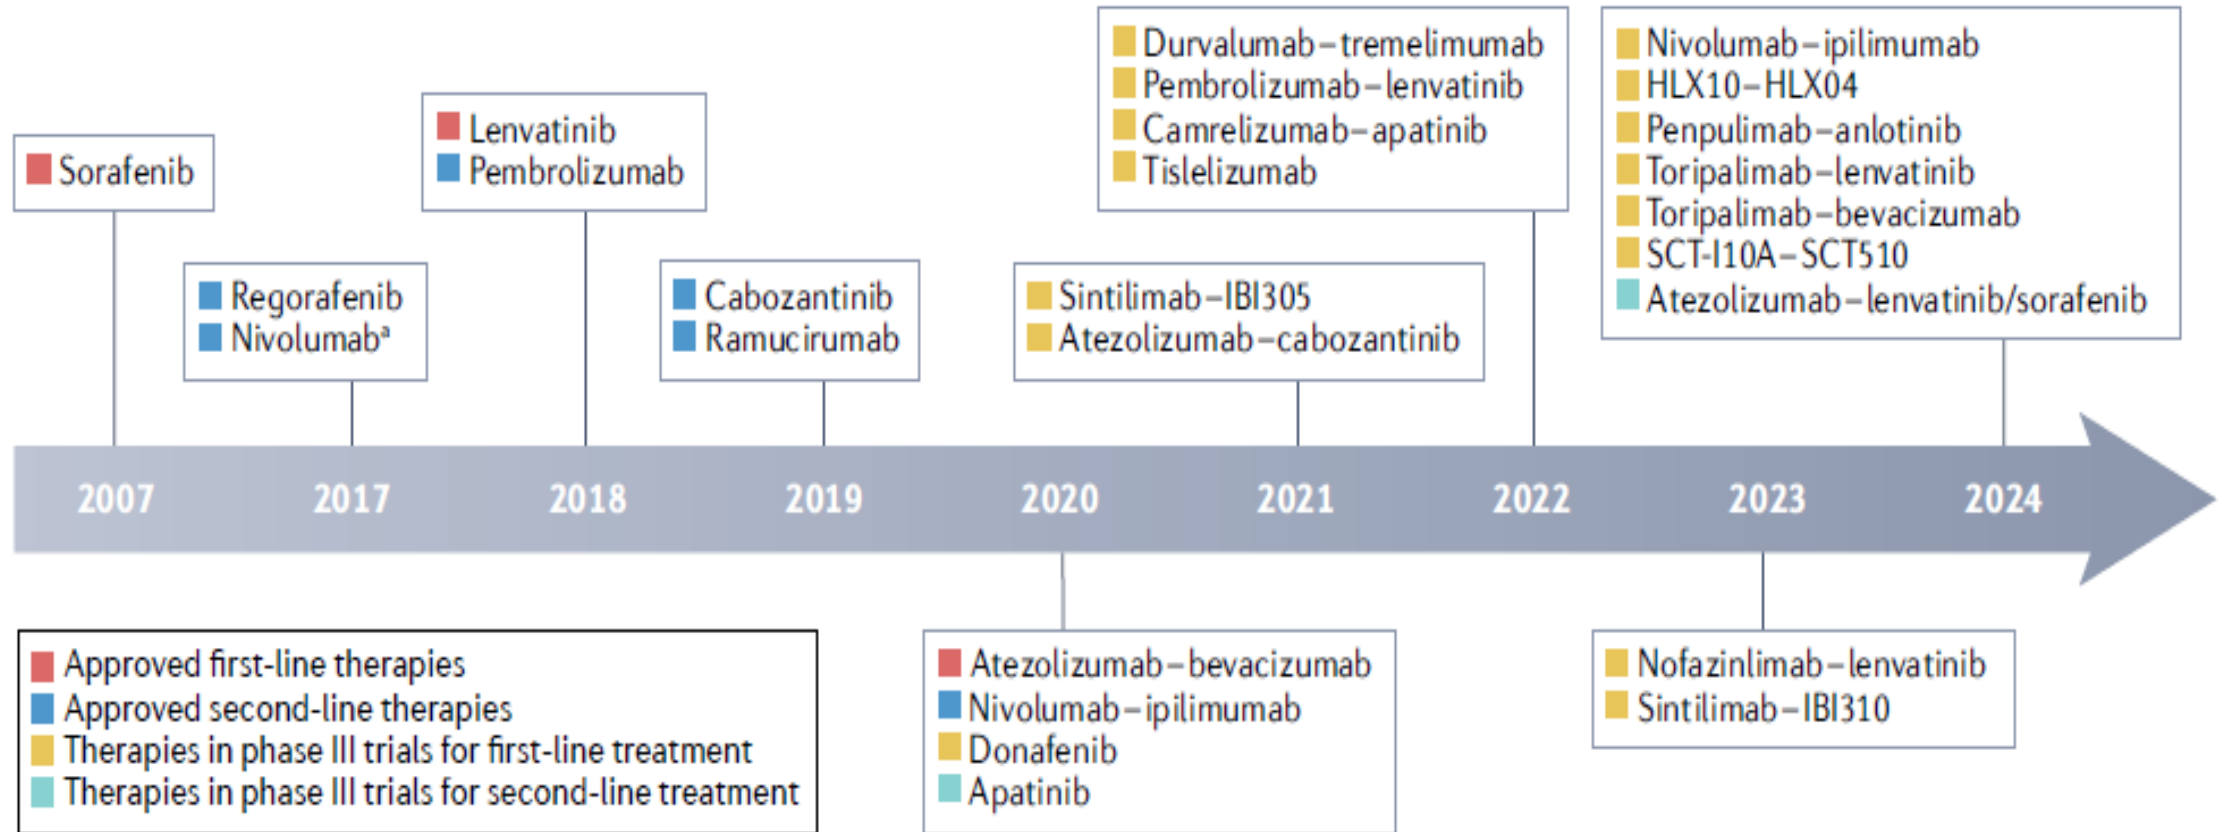 Sorafenib
Regorafenib
Nivolumabᵃ
Lenvatinib
Pembrolizumab
Cabozantinib
Ramucirumab
Sintilimab–IBI305
Atezolizumab–cabozantinib
Durvalumab–tremelimumab
Pembrolizumab–lenvatinib
Camrelizumab–apatinib
Tislelizumab
Nivolumab–ipilimumab
HLX10–HLX04
Penpulimab–anlotinib
Toripalimab–lenvatinib
Toripalimab–bevacizumab
SCT-I10A–SCT510
Atezolizumab–lenvatinib/sorafenib
2007 2017 2018 2019 2020 2021 2022 2023 2024
Approved first-line therapies
Approved second-line therapies
Therapies in phase III trials for first-line treatment
Therapies in phase III trials for second-line treatment
Atezolizumab–bevacizumab
Nivolumab–ipilimumab
Donafenib
Apatinib
Nofazinlimab–lenvatinib
Sintilimab–IBI310